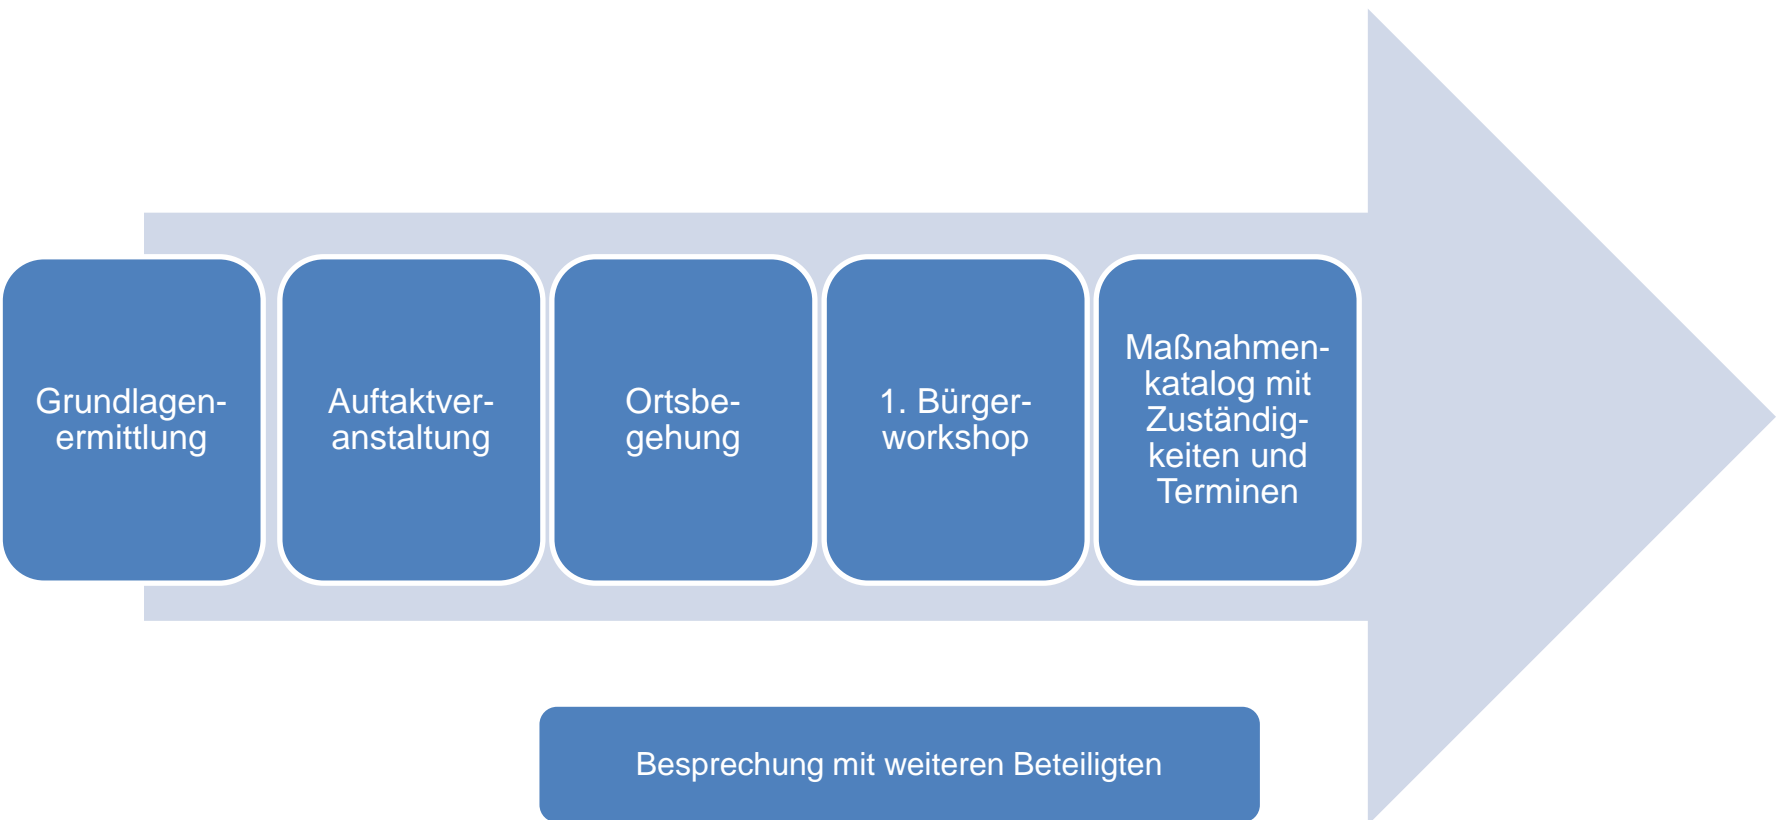 Grundlagen-
ermittlung
Auftaktver-
anstaltung
Ortsbe-
gehung
1. Bürger-
workshop
Maßnahmen-
katalog mit
Zuständig-
keiten und
Terminen
Besprechung mit weiteren Beteiligten